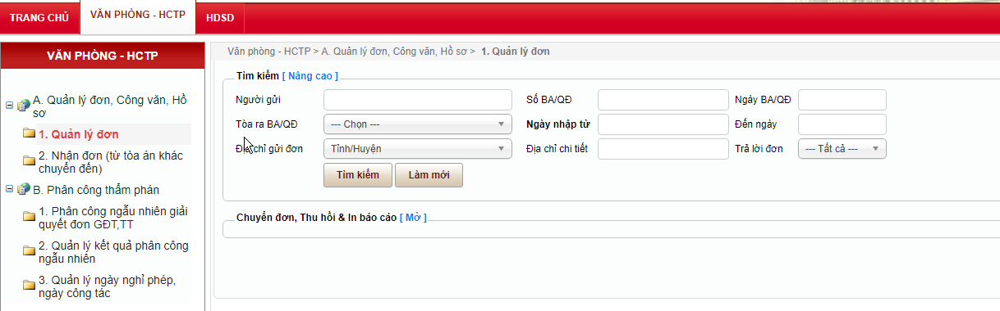 TRANG CHỦ
VĂN PHÒNG - HCTP
HDSD
VĂN PHÒNG - HCTP
A. Quản lý đơn, Công văn, Hồ
sơ
1. Quản lý đơn
2. Nhận đơn (từ tòa án khác
chuyển đến)
B. Phân công thẩm phán
1. Phân công ngẫu nhiên giải
quyết đơn GĐT,TT
2. Quản lý kết quả phân công
ngẫu nhiên
3. Quản lý ngày nghỉ phép,
ngày công tác
Văn phòng - HCTP > A. Quản lý đơn, Công văn, Hồ sơ > 1. Quản lý đơn
Tìm kiếm [ Nâng cao ]
Người gửi Số BA/QĐ Ngày BA/QĐ
Tòa ra BA/QĐ --- Chọn --- Ngày nhập từ Đến ngày
Địa chỉ gửi đơn Tỉnh/Huyện Địa chỉ chi tiết Trả lời đơn --- Tất cả ---
Tìm kiếm Làm mới
Chuyển đơn, Thu hồi & In báo cáo [ Mở ]